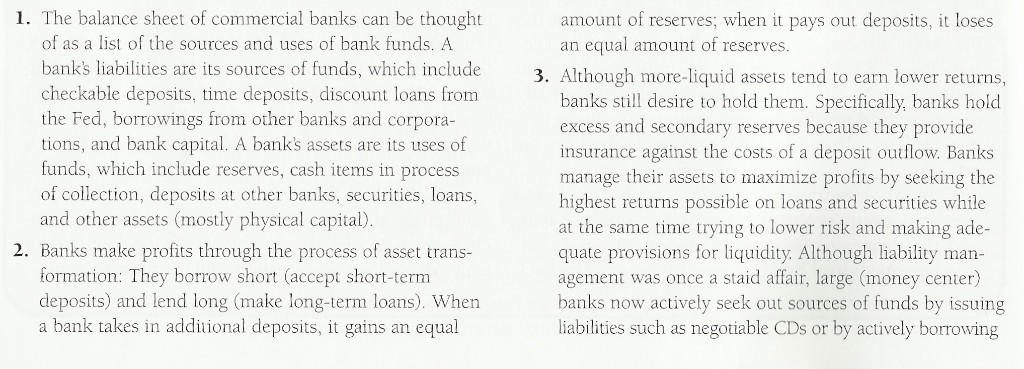 1. The balance sheet of commercial banks can be thought
of as a list of the sources and uses of bank funds. A
bank's liabilities are its sources of funds, which include
checkable deposits, time deposits, discount loans from
the Fed, borrowings from other banks and corpora-
tions, and bank capital. A bank's assets are its uses of
funds, which include reserves, cash items in process
of collection, deposits at other banks, securities, loans,
and other assets (mostly physical capital).
2. Banks make profits through the process of asset trans-
formation: They borrow short (accept short-term
deposits) and lend long (make long-term loans). When
a bank takes in additional deposits, it gains an equal
amount of reserves; when it pays out deposits, it loses
an equal amount of reserves.
3. Although more-liquid assets tend to earn lower returns,
banks still desire to hold them. Specifically, banks hold
excess and secondary reserves because they provide
insurance against the costs of a deposit outflow. Banks
manage their assets to maximize profits by seeking the
highest returns possible on loans and securities while
at the same time trying to lower risk and making ade-
quate provisions for liquidity. Although liability man-
agement was once a staid affair, large (money center)
banks now actively seek out sources of funds by issuing
liabilities such as negotiable CDs or by actively borrowing